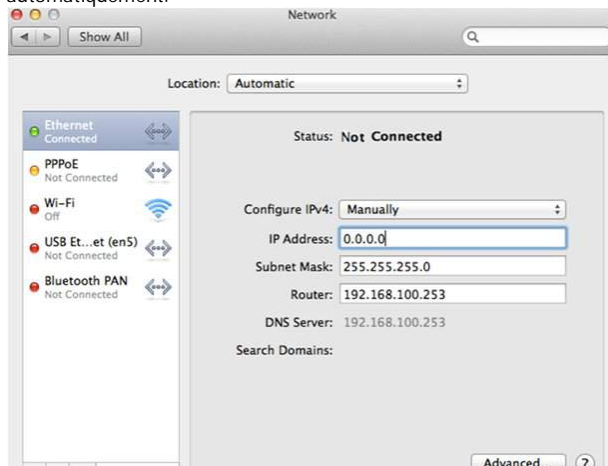 automatiquement.
Network
Show All
Location: Automatic
Ethernet
Connected
Status: Not Connected
PPPoE
Not Connected
Wi-Fi
Off
Configure IPv4: Manually
USB Et...et (en5)
Not Connected
IP Address: 0.0.0.0
Subnet Mask: 255.255.255.0
Bluetooth PAN
Not Connected
Router: 192.168.100.253
DNS Server: 192.168.100.253
Search Domains:
Advanced... ?